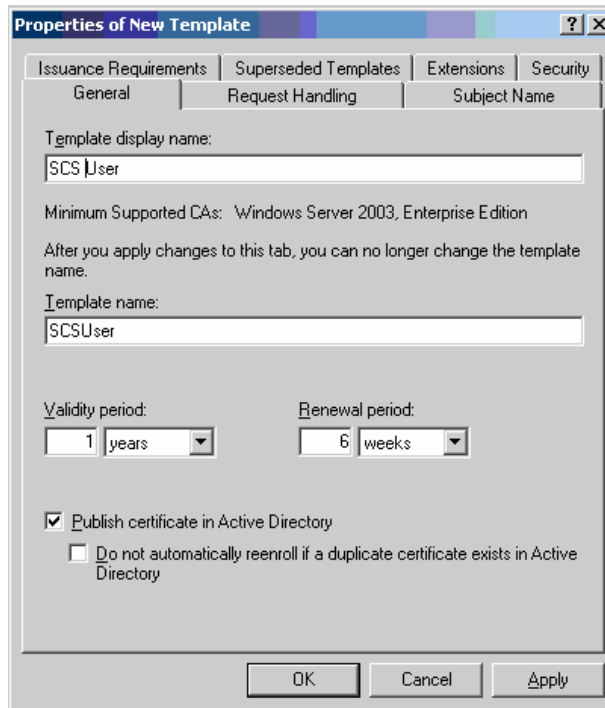 Properties of New Template
Issuance Requirements Superseded Templates Extensions Security
General Request Handling Subject Name
Template display name:
SCS User
Minimum Supported CAs: Windows Server 2003, Enterprise Edition
After you apply changes to this tab, you can no longer change the template
name.
Template name:
SCSUser
Validity period: Renewal period:
1 years 6 weeks
Publish certificate in Active Directory
Do not automatically reenroll if a duplicate certificate exists in Active
Directory
OK Cancel Apply